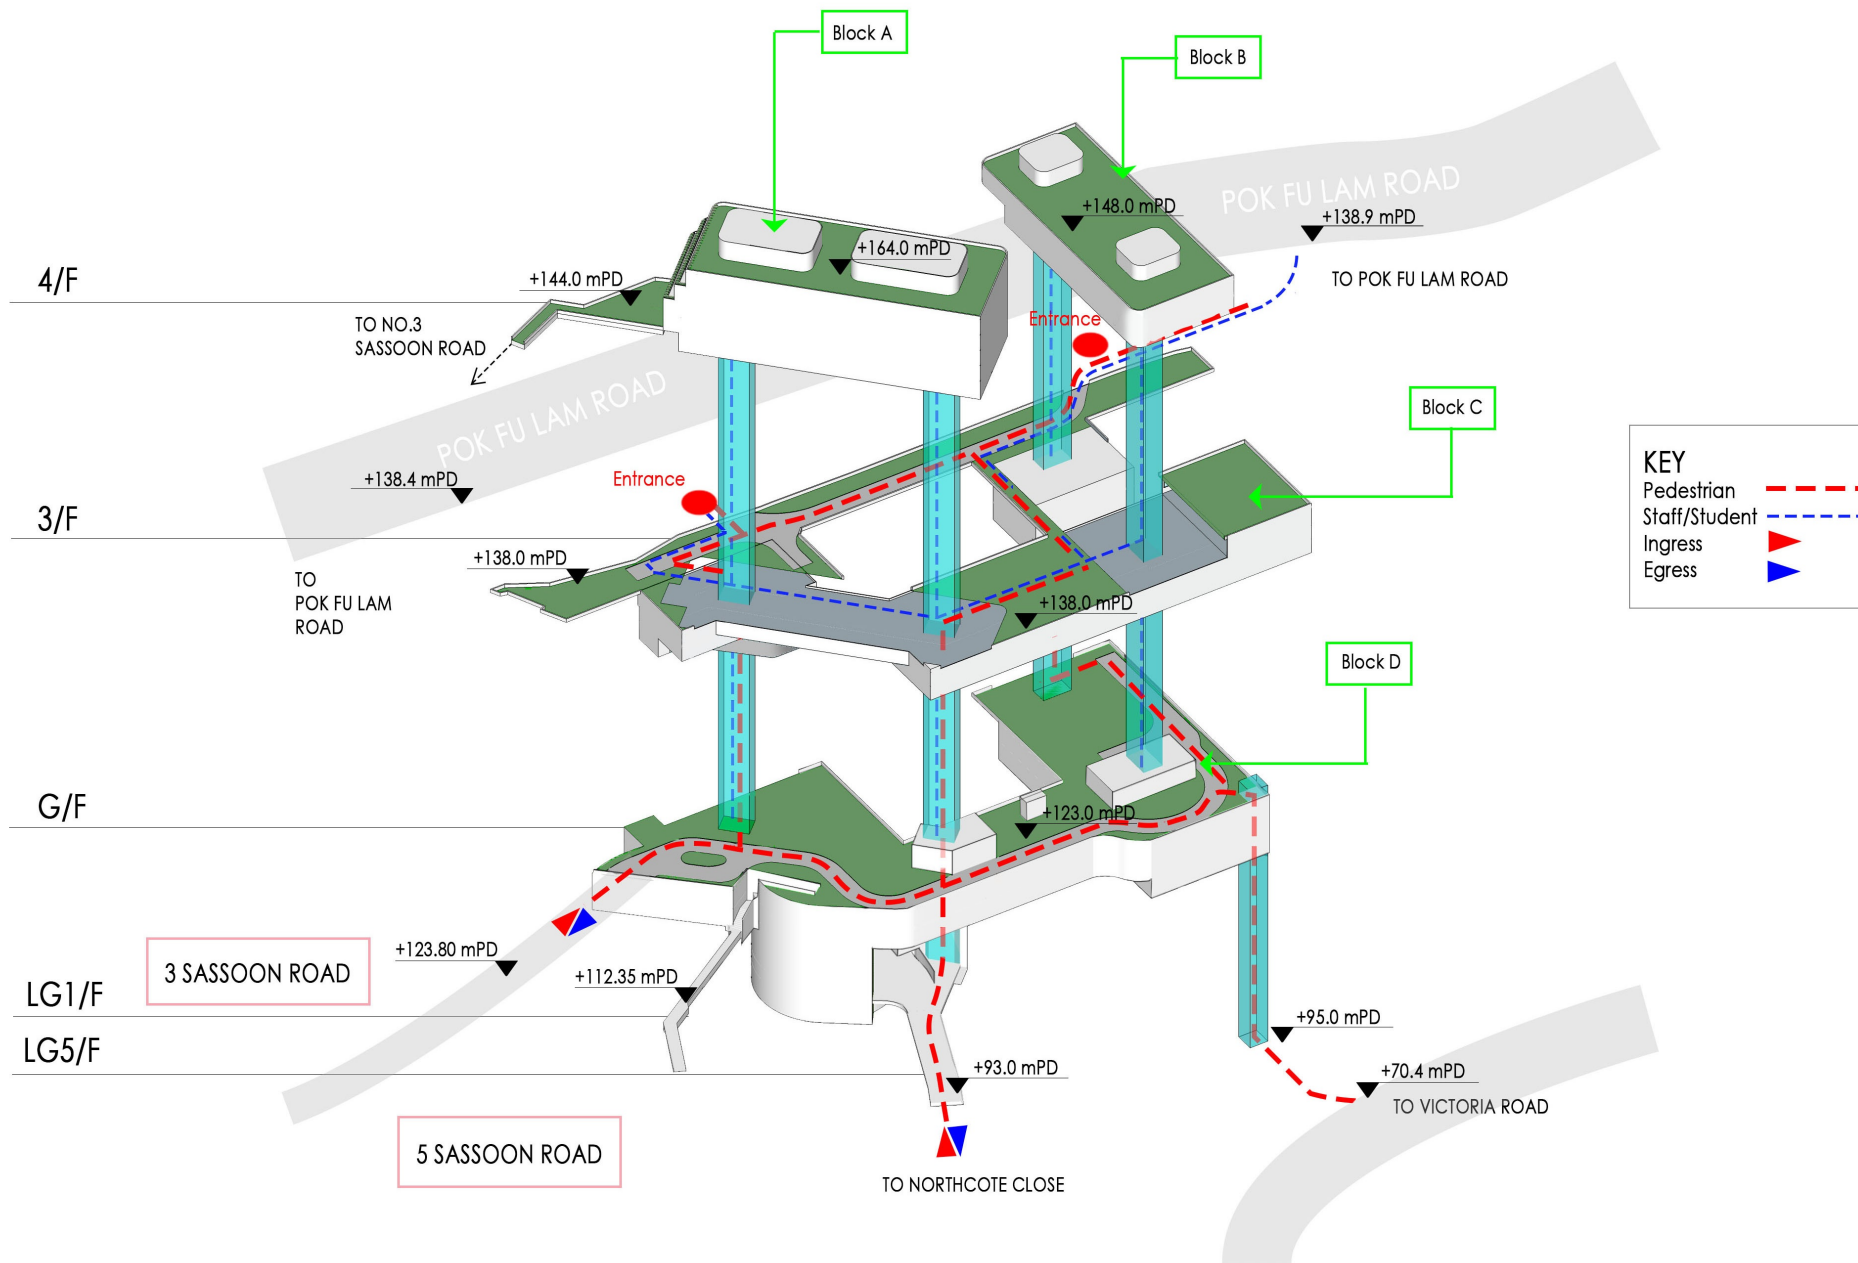 Block A
Block B
POK FU LAM ROAD
+148.0 mPD
+138.9 mPD
+164.0 mPD
4/F
+144.0 mPD
TO POK FU LAM ROAD
TO NO.3
SASSOON ROAD
Entrance
POK FU LAM ROAD
Block C
KEY
Pedestrian
Staff/Student
Ingress
Egress
+138.4 mPD
Entrance
3/F
+138.0 mPD
TO
POK FU LAM
ROAD
+138.0 mPD
Block D
G/F
+123.0 mPD
3 SASSOON ROAD
+123.80 mPD
+112.35 mPD
LG1/F
+95.0 mPD
LG5/F
+93.0 mPD
+70.4 mPD
TO VICTORIA ROAD
5 SASSOON ROAD
TO NORTHCOTE CLOSE